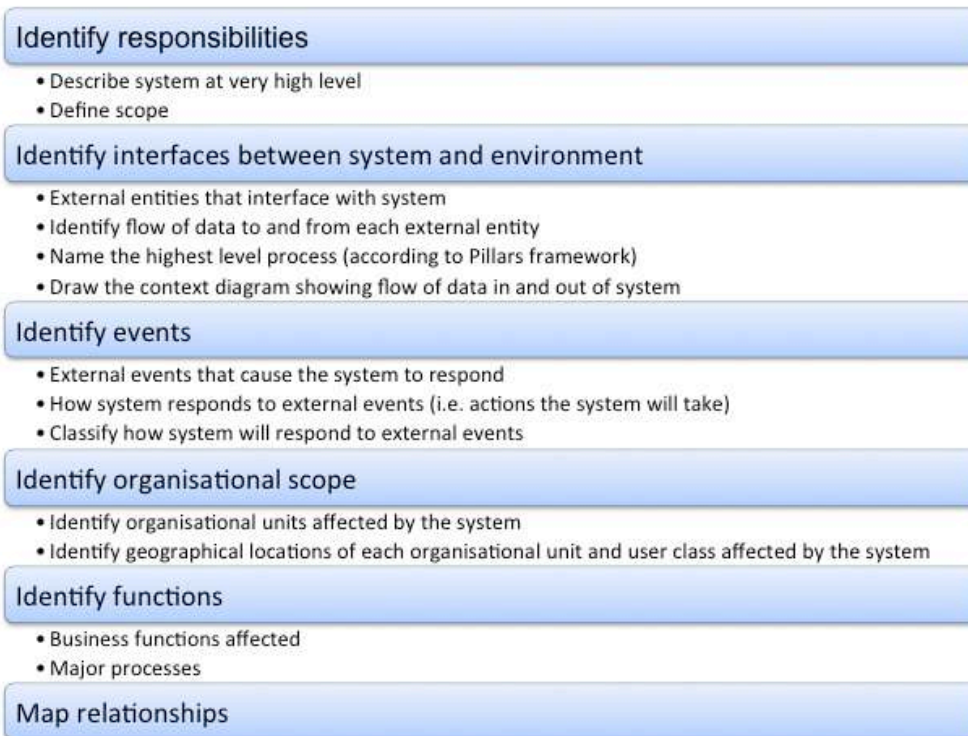 Identify responsibilities
• Describe system at very high level
• Define scope
Identify interfaces between system and environment
• External entities that interface with system
• Identify flow of data to and from each external entity
• Name the highest level process (according to Pillars framework)
• Draw the context diagram showing flow of data in and out of system
Identify events
• External events that cause the system to respond
• How system responds to external events (i.e. actions the system will take)
• Classify how system will respond to external events
Identify organisational scope
• Identify organisational units affected by the system
• Identify geographical locations of each organisational unit and user class affected by the system
Identify functions
• Business functions affected
• Major processes
Map relationships